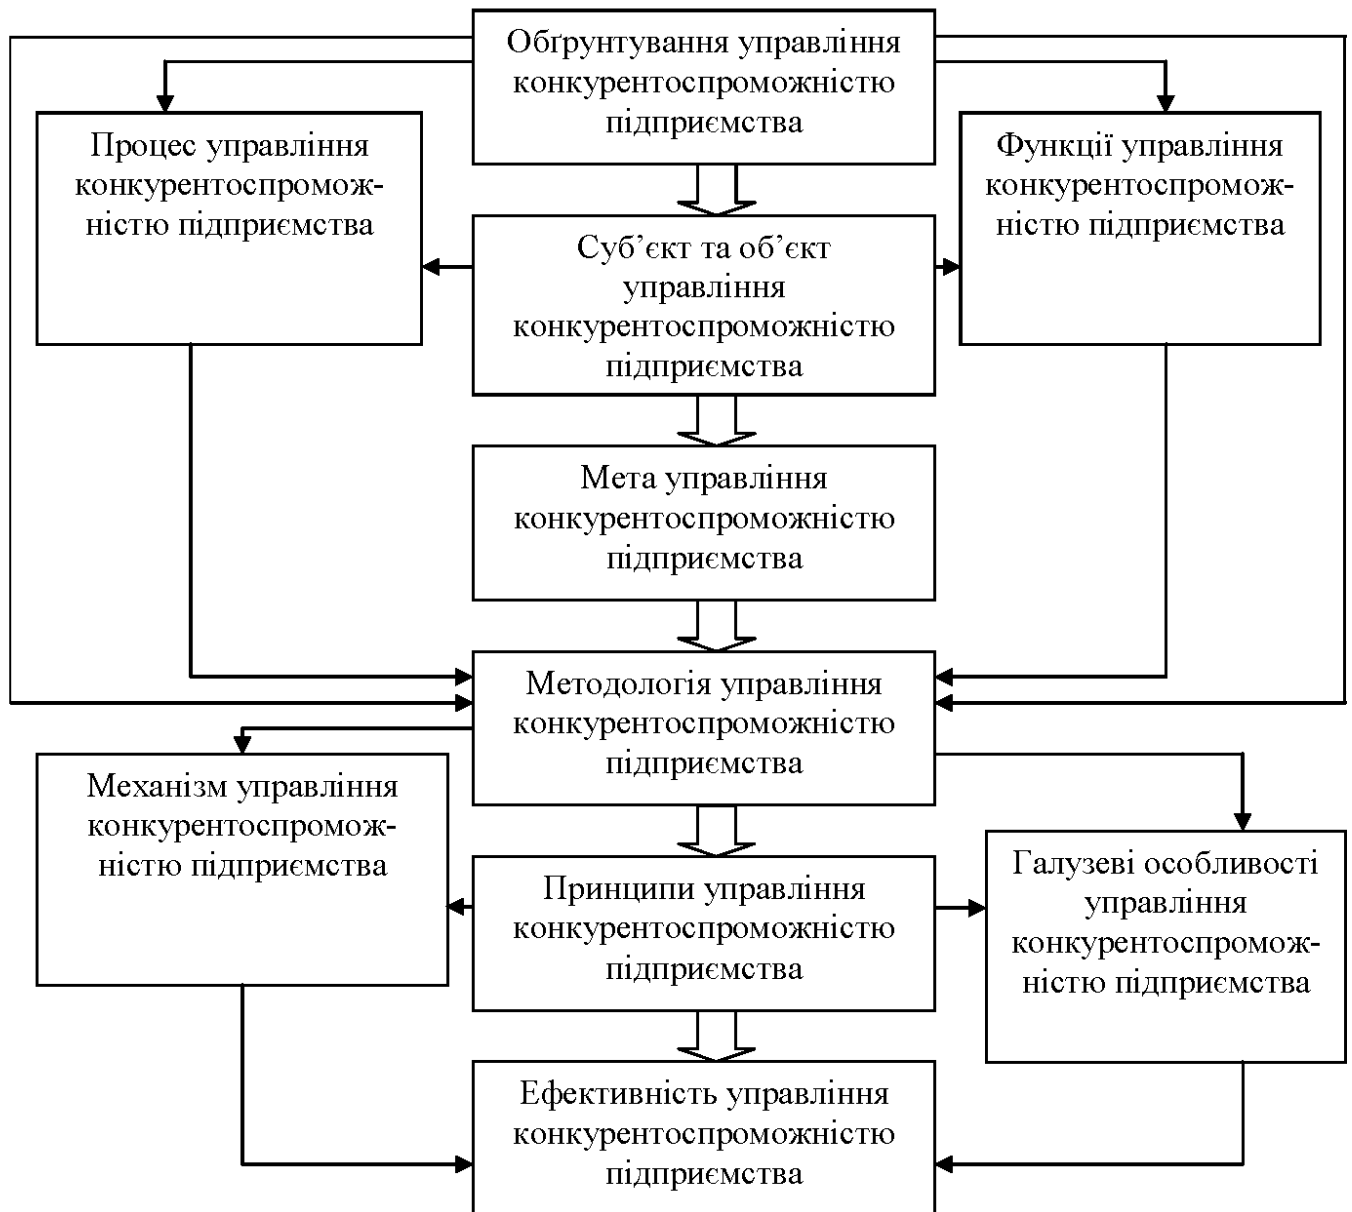 Обґрунтування управління
конкурентоспроможністю
підприємства
Процес управління
конкурентоспромож-
ністю підприємства
Функції управління
конкурентоспромож-
ністю підприємства
Суб’єкт та об’єкт
управління
конкурентоспроможністю
підприємства
Мета управління
конкурентоспроможністю
підприємства
Методологія управління
конкурентоспроможністю
підприємства
Механізм управління
конкурентоспромож-
ністю підприємства
Галузеві особливості
управління
конкурентоспромож-
ністю підприємства
Принципи управління
конкурентоспроможністю
підприємства
Ефективність управління
конкурентоспроможністю
підприємства